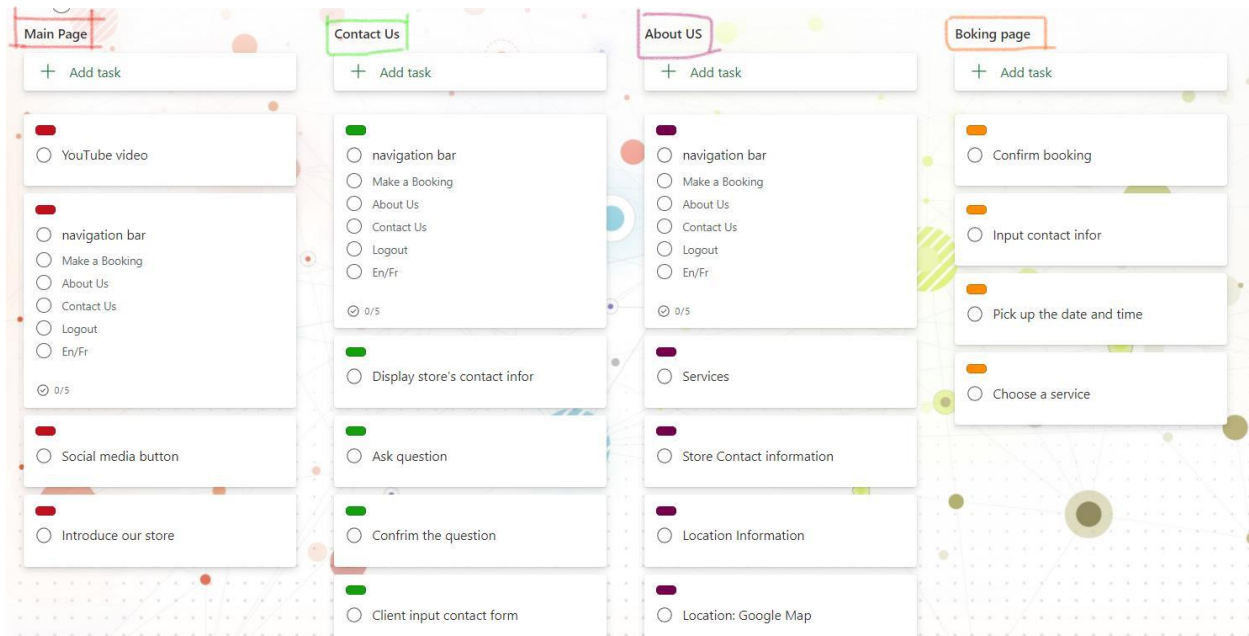 Main Page
Add task
YouTube video
navigation bar
Make a Booking
About Us
Contact Us
Logout
En/Fr
0/5
Social media button
Introduce our store
Contact Us
Add task
navigation bar
Make a Booking
About Us
Contact Us
Logout
En/Fr
0/5
Display store's contact infor
Ask question
Confrim the question
Client input contact form
About US
Add task
navigation bar
Make a Booking
About Us
Contact Us
Logout
En/Fr
0/5
Services
Store Contact information
Location Information
Location: Google Map
Boking page
Add task
Confirm booking
Input contact infor
Pick up the date and time
Choose a service